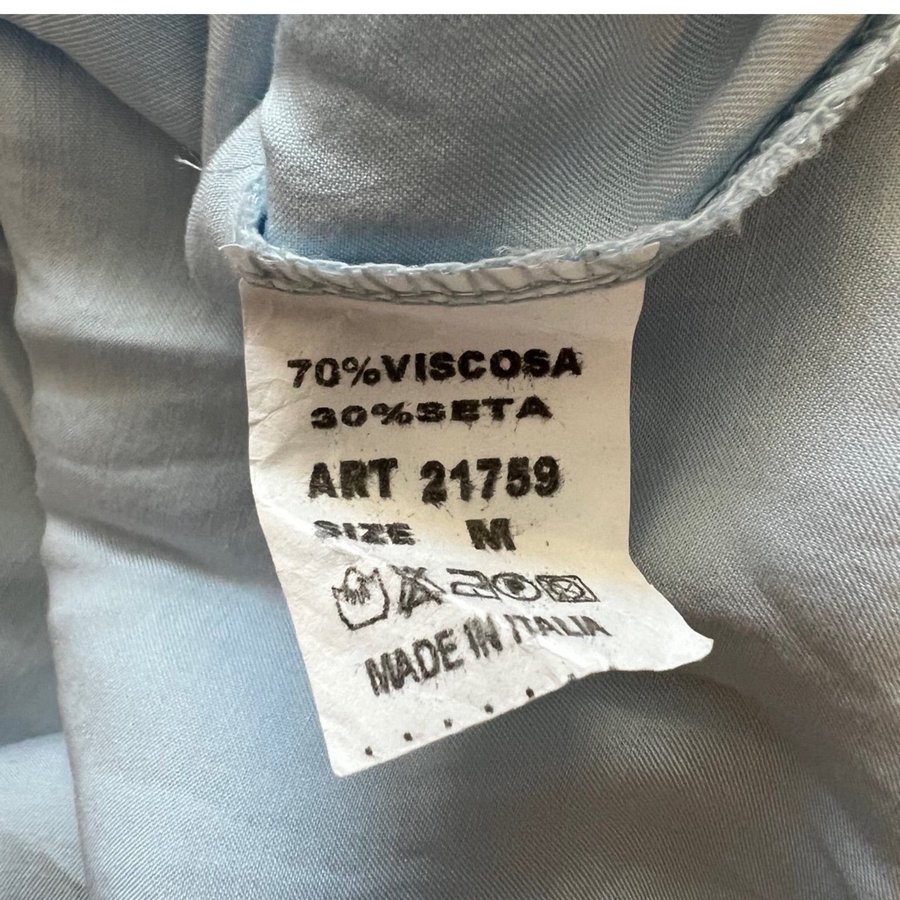 70%VISCOSA
30%SETA
ART 21759
SIZE M
MADE IN ITALIA